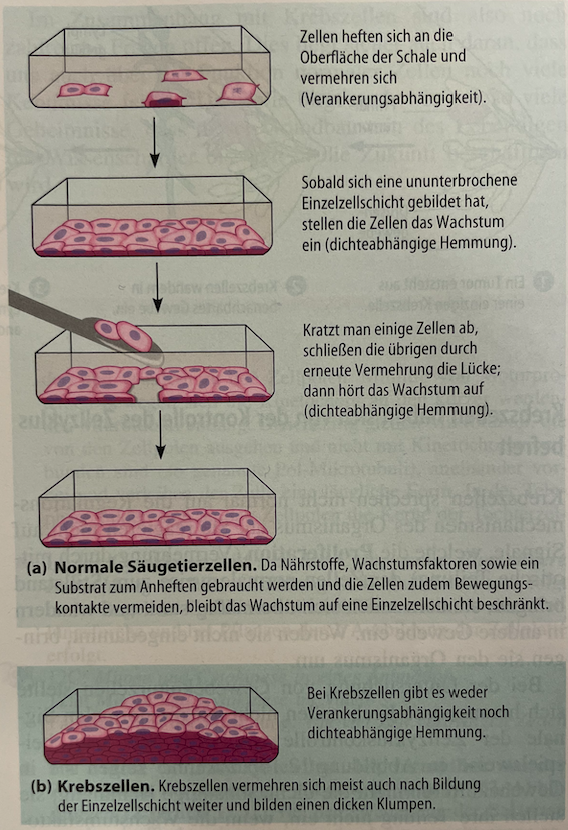 Zellen heften sich an die
Oberfläche der Schale und
vermehren sich
(Verankerungsabhängigkeit).
Sobald sich eine ununterbrochene
Einzelzellschicht gebildet hat,
stellen die Zellen das Wachstum
ein (dichteabhängige Hemmung).
Kratzt man einige Zellen ab,
schließen die übrigen durch
erneute Vermehrung die Lücke;
dann hört das Wachstum auf
(dichteabhängige Hemmung).
(a) Normale Säugetierzellen. Da Nährstoffe, Wachstumsfaktoren sowie ein
Substrat zum Anheften gebraucht werden und die Zellen zudem Bewegungs-
kontakte vermeiden, bleibt das Wachstum auf eine Einzelzellschicht beschränkt.
Bei Krebszellen gibt es weder
Verankerungsabhängigkeit noch
dichteabhängige Hemmung.
(b) Krebszellen. Krebszellen vermehren sich meist auch nach Bildung
der Einzelzellschicht weiter und bilden einen dicken Klumpen.